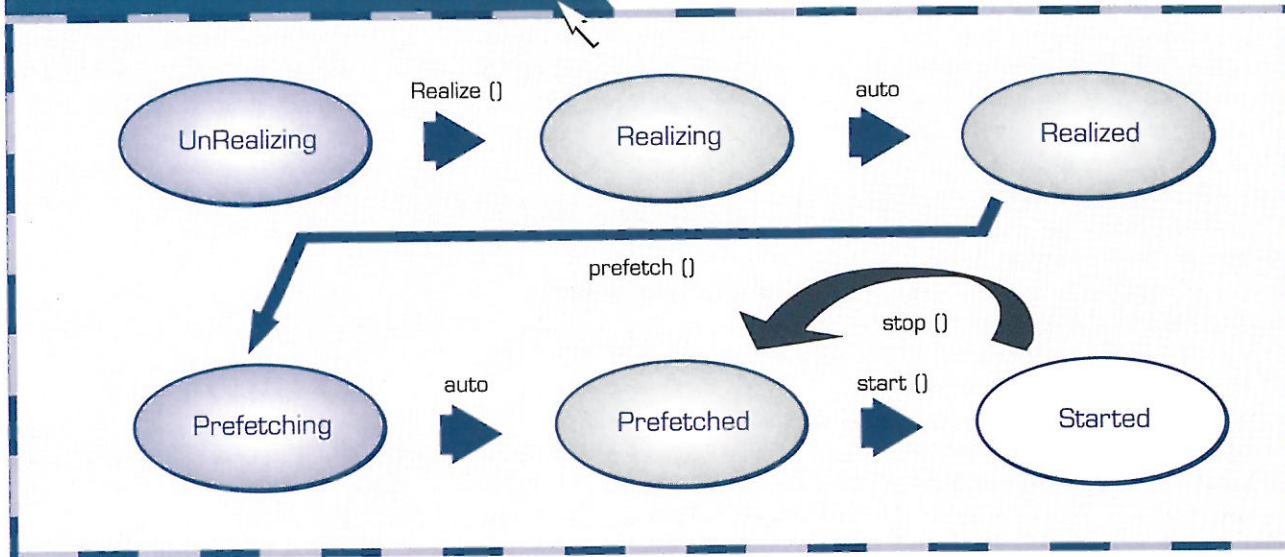 Realize ()
auto
UnRealizing
Realizing
Realized
prefetch ()
stop ()
auto
start ()
Prefetching
Prefetched
Started